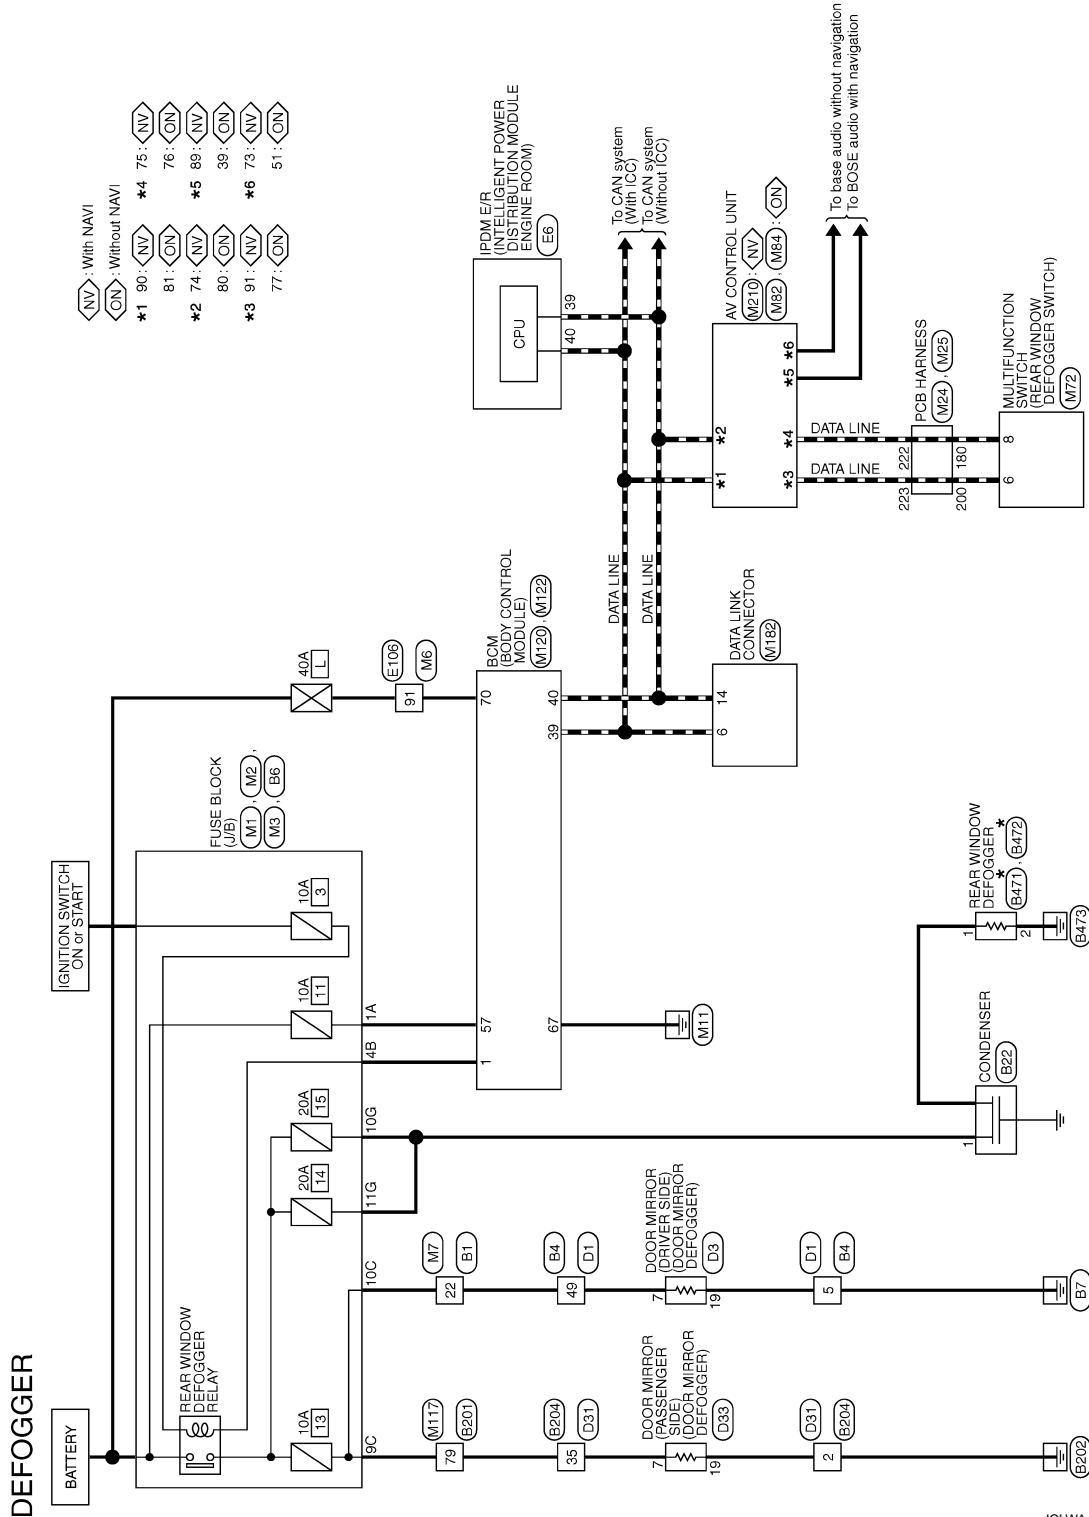 DEFOGGER
BATTERY
IGNITION SWITCH
ON or START
NV : With NAVI
ON : Without NAVI
*1 90 : NV
81 : ON
*2 74 : NV
80 : ON
*3 91 : NV
77 : ON
*4 75 : NV
76 : ON
*5 89 : NV
39 : ON
*6 73 : NV
51 : ON
REAR WINDOW
DEFOGGER
RELAY
10A
13
20A
14
20A
15
10A
11
10A
3
FUSE BLOCK
(J/B)
M1 , M2 ,
M3 , B6
40A
L
9C
10C
11G
10G
4B
1A
E106
91
M6
M117
79
B201
M7
22
B1
BCM
(BODY CONTROL
MODULE)
M120 , M122
1
57
70
67
39
40
M11
IPDM E/R
(INTELLIGENT POWER
DISTRIBUTION MODULE
ENGINE ROOM)
E6
CPU
40
39
B204
35
D31
B4
49
D1
DATA LINE
DATA LINE
To CAN system
(With ICC)
To CAN system
(Without ICC)
DOOR MIRROR
(PASSENGER
SIDE)
(DOOR MIRROR
DEFOGGER)
D33
7
19
DOOR MIRROR
(DRIVER SIDE)
(DOOR MIRROR
DEFOGGER)
D3
7
19
DATA LINK
CONNECTOR
M182
6
14
AV CONTROL UNIT
M210 : NV
M82 , M84 : ON
*1
*2
*3
*4
*5
*6
D31
2
B204
D1
5
B4
DATA LINE
DATA LINE
To base audio without navigation
To BOSE audio with navigation
PCB HARNESS
M24 , M25
223
222
200
180
CONDENSER
B22
1
REAR WINDOW
DEFOGGER
B471* , B472*
1
2
MULTIFUNCTION
SWITCH
(REAR WINDOW
DEFOGGER SWITCH)
M72
6
8
B202
B7
B473